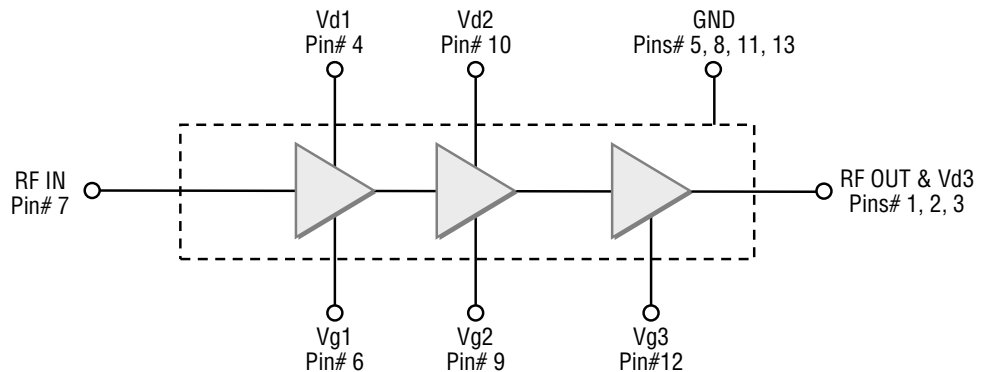 Vd1
Pin# 4
Vd2
Pin# 10
GND
Pins# 5, 8, 11, 13
RF IN
Pin# 7
RF OUT & Vd3
Pins# 1, 2, 3
Vg1
Pin# 6
Vg2
Pin# 9
Vg3
Pin#12